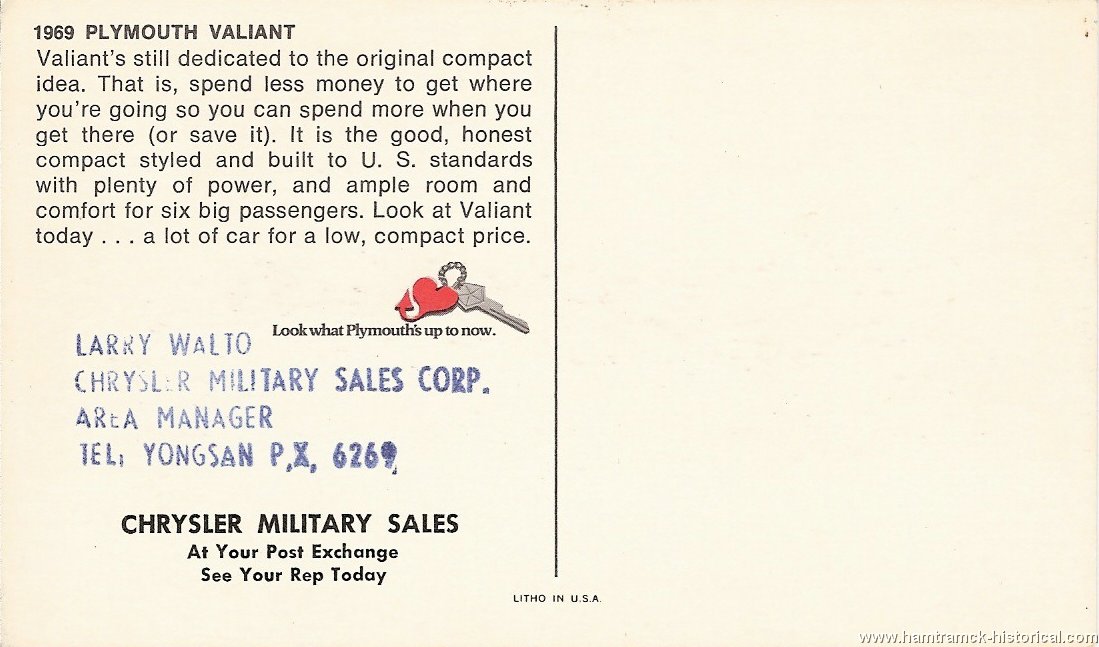 1969 PLYMOUTH VALIANT
Valiant's still dedicated to the original compact
idea. That is, spend less money to get where
you're going so you can spend more when you
get there (or save it). It is the good, honest
compact styled and built to U. S. standards
with plenty of power, and ample room and
comfort for six big passengers. Look at Valiant
today . . . a lot of car for a low, compact price.
Look what Plymouth's up to now.
LARRY WALTO
CHRYSLER MILITARY SALES CORP.
AREA MANAGER
TEL; YONGSAN P,X, 6269
CHRYSLER MILITARY SALES
At Your Post Exchange
See Your Rep Today
LITHO IN U.S.A.
www.hamtramck-historical.com